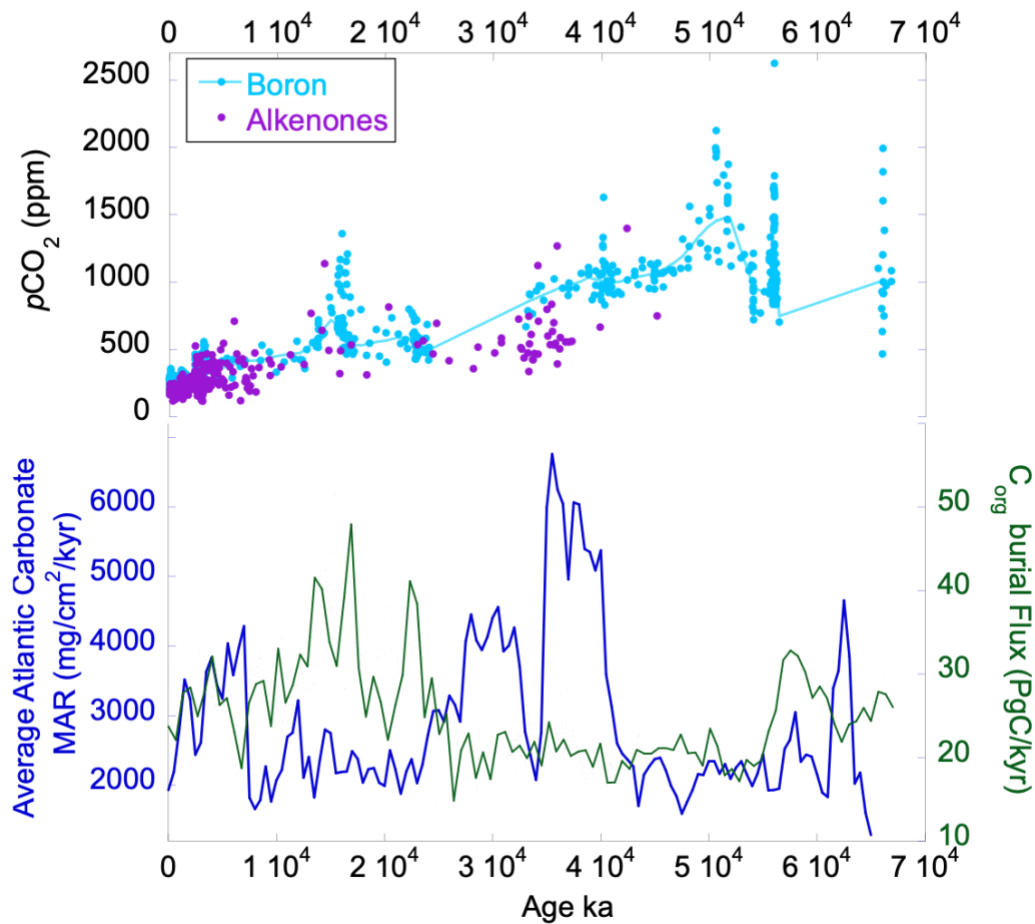 0 1 10⁴ 2 10⁴ 3 10⁴ 4 10⁴ 5 10⁴ 6 10⁴ 7 10⁴
Boron
Alkenones
2500
2000
1500
1000
500
0
pCO₂ (ppm)
Average Atlantic Carbonate
MAR (mg/cm²/kyr)
6000
5000
4000
3000
2000
50
40
30
20
10
C_org burial Flux (PgC/kyr)
0 1 10⁴ 2 10⁴ 3 10⁴ 4 10⁴ 5 10⁴ 6 10⁴ 7 10⁴
Age ka